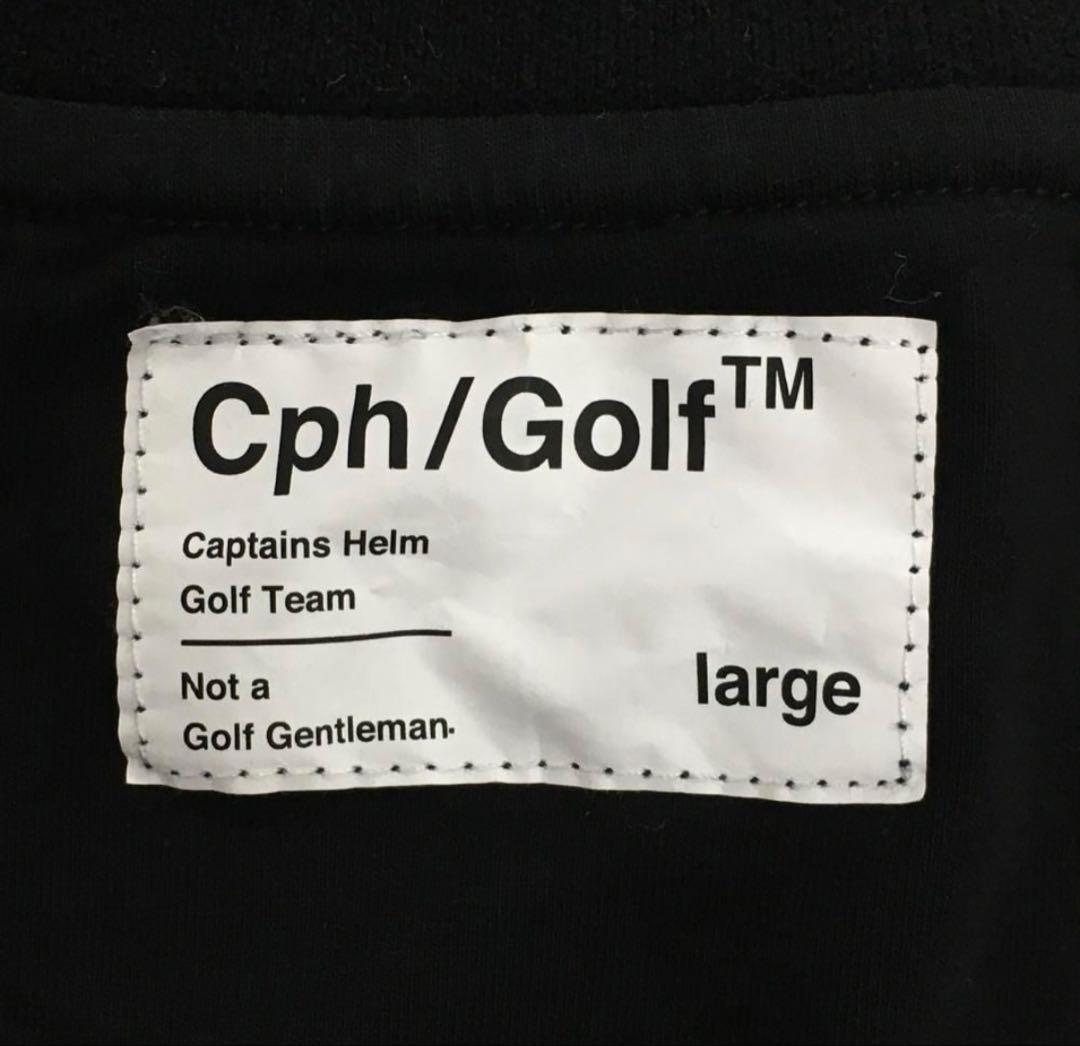 Cph/Golf™
Captains Helm
Golf Team
Not a
Golf Gentleman.
large